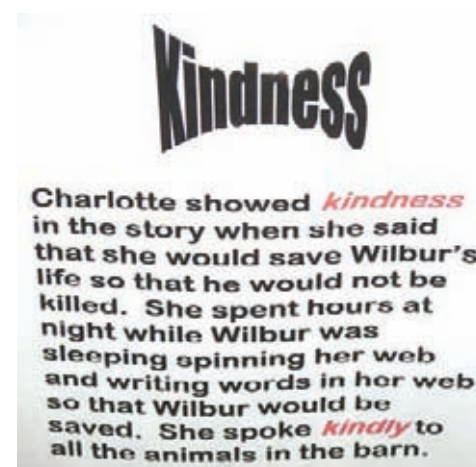 Kindness
Charlotte showed kindness
in the story when she said
that she would save Wilbur's
life so that he would not be
killed. She spent hours at
night while Wilbur was
sleeping spinning her web
and writing words in her web
so that Wilbur would be
saved. She spoke kindly to
all the animals in the barn.